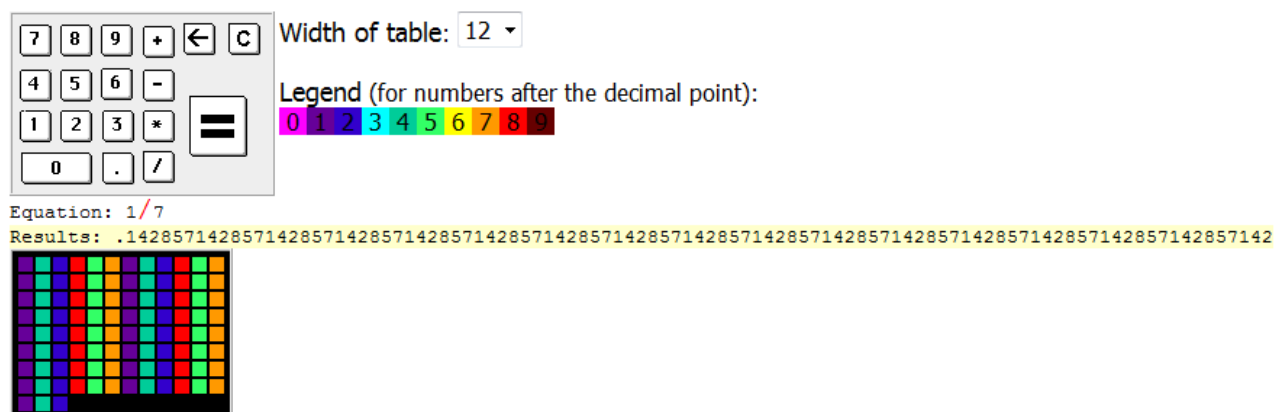 7 8 9 + ← C
Width of table: 12
4 5 6 -
Legend (for numbers after the decimal point):
1 2 3 * =
0 1 2 3 4 5 6 7 8 9
0 . /
Equation: 1/7
Results: .142857142857142857142857142857142857142857142857142857142857142857142857142857142857142857142857142